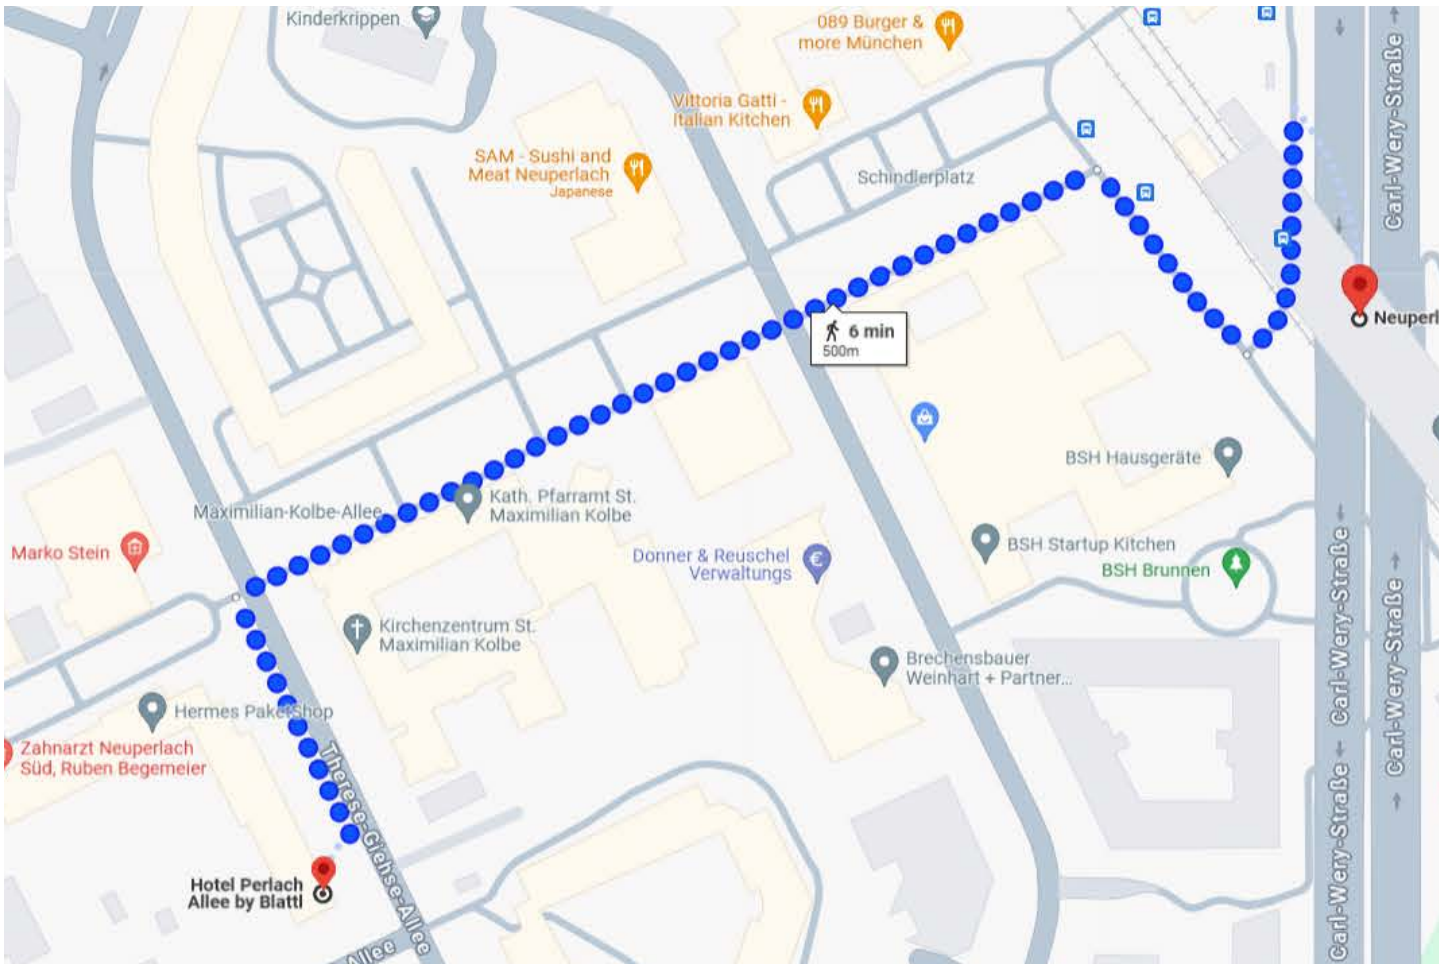 Kinderkrippen
089 Burger &
more München
Vittoria Gatti -
Italian Kitchen
SAM - Sushi and
Meat Neuperlach
Japanese
Schindlerplatz
Carl-Wery-Straße
6 min
500m
Neuperl
BSH Hausgeräte
Maximilian-Kolbe-Allee
Kath. Pfarramt St.
Maximilian Kolbe
Marko Stein
Donner & Reuschel
Verwaltungs
BSH Startup Kitchen
BSH Brunnen
Carl-Wery-Straße
Carl-Wery-Straße
Kirchenzentrum St.
Maximilian Kolbe
Brechensbauer
Weinhart + Partner...
Hermes PaketShop
Zahnarzt Neuperlach
Süd, Ruben Begemeier
Therese-Giehse-Allee
Carl-Wery-Straße
Hotel Perlach
Allee by Blattl
Allee